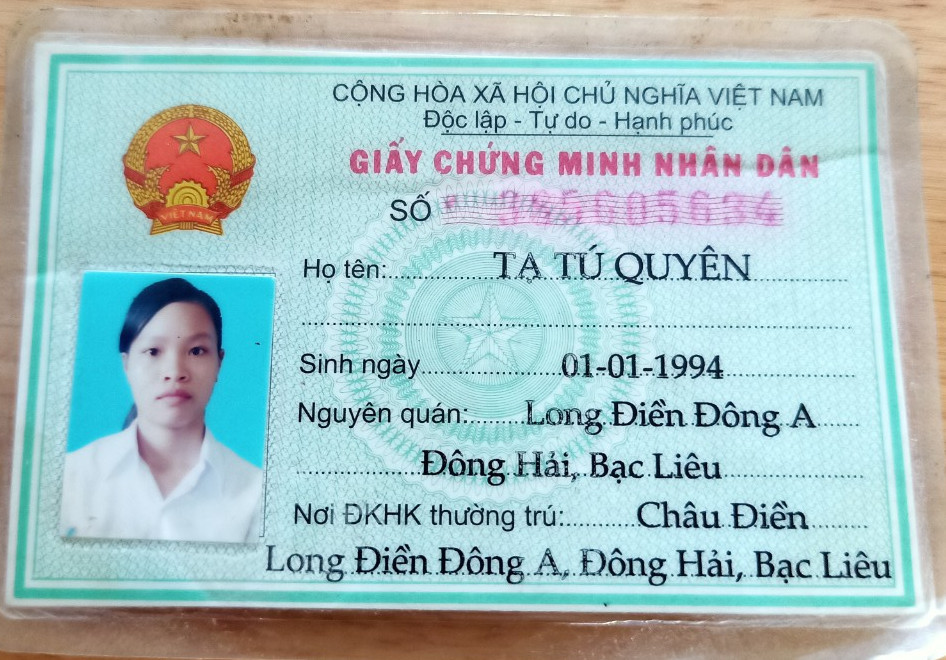 CỘNG HÒA XÃ HỘI CHỦ NGHĨA VIỆT NAM
Độc lập - Tự do - Hạnh phúc
GIẤY CHỨNG MINH NHÂN DÂN
SỐ
Họ tên: TẠ TÚ QUYÊN
Sinh ngày 01-01-1994
Nguyên quán: Long Điền Đông A
Đông Hải, Bạc Liêu
Nơi ĐKHK thường trú: Châu Điền
Long Điền Đông A, Đông Hải, Bạc Liêu
VIỆT NAM